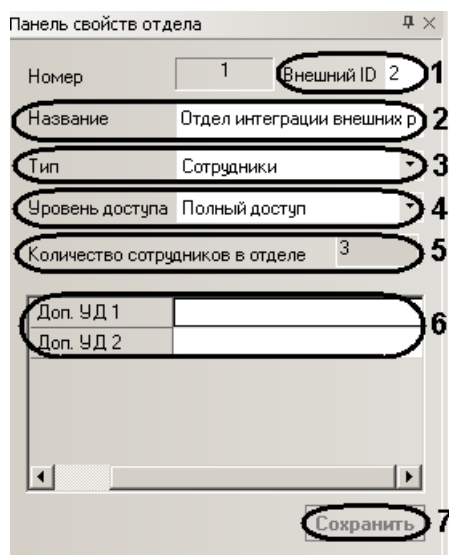 Панель свойств отдела
Номер 1 Внешний ID 2 1
Название Отдел интеграции внешних р 2
Тип Сотрудники 3
Уровень доступа Полный доступ 4
Количество сотрудников в отделе 3 5
Доп. УД 1
6
Доп. УД 2
Сохранить 7